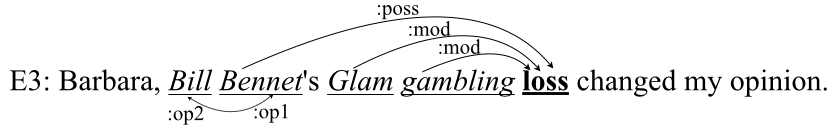 :poss
:mod
:mod
E3: Barbara, Bill Bennet's Glam gambling loss changed my opinion.
:op2 :op1